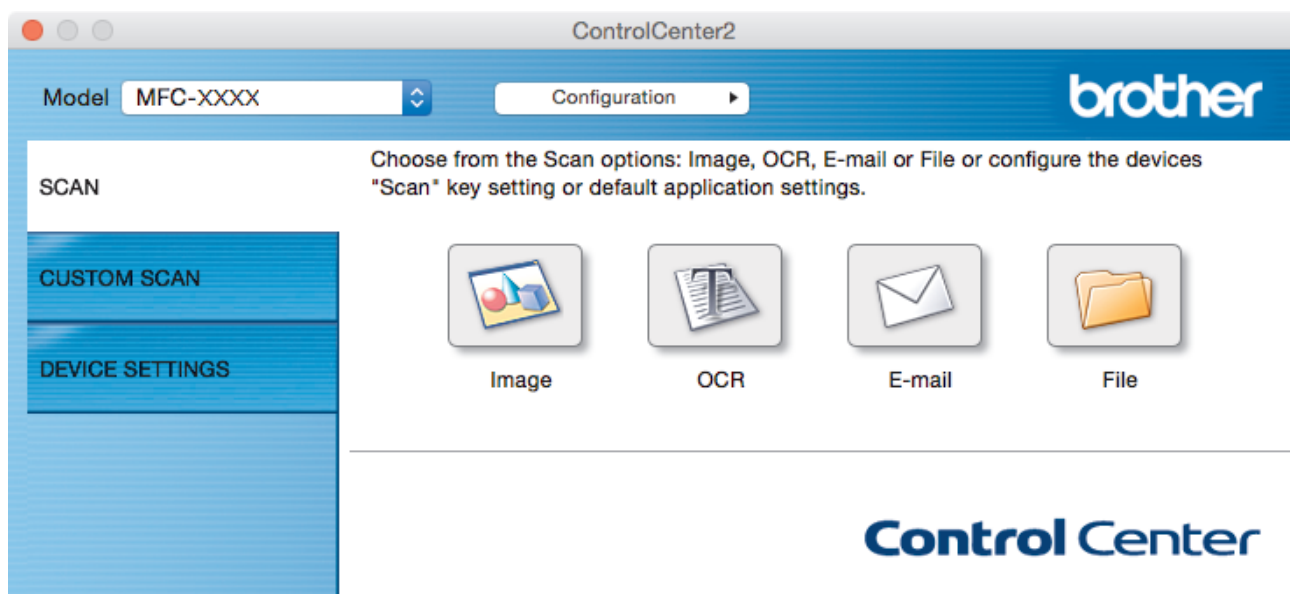 ControlCenter2
Model MFC-XXXX Configuration brother
SCAN
Choose from the Scan options: Image, OCR, E-mail or File or configure the devices
"Scan" key setting or default application settings.
CUSTOM SCAN
DEVICE SETTINGS
Image OCR E-mail File
Control Center